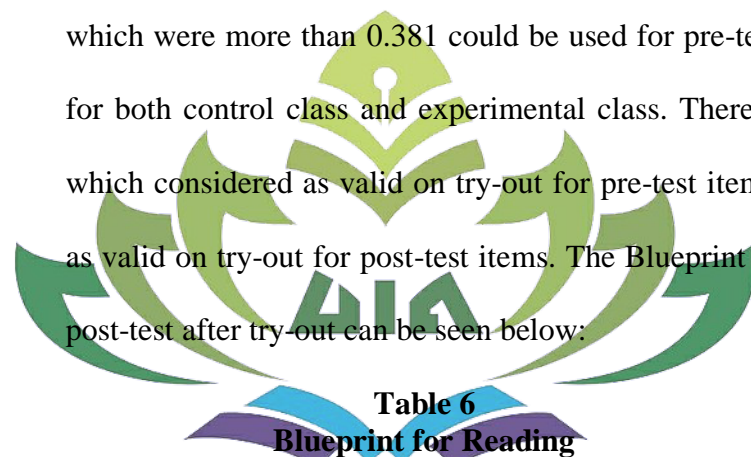 which were more than 0.381 could be used for pre-te
for both control class and experimental class. There
which considered as valid on try-out for pre-test item
as valid on try-out for post-test items. The Blueprint
post-test after try-out can be seen below:
Table 6
Blueprint for Reading